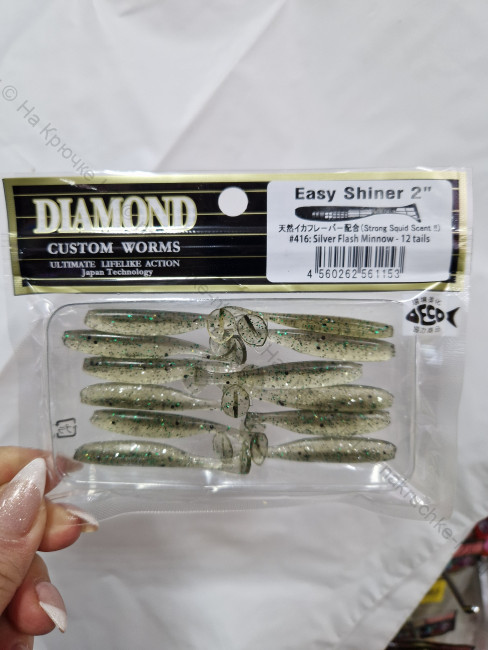 © На Крючке
DIAMOND
CUSTOM WORMS
ULTIMATE LIFELIKE ACTION
Japan Technology
Easy Shiner 2"
天然イカフレーバー配合(Strong Squid Scent !!)
#416: Silver Flash Minnow - 12 tails
4 560262 561153
ECO